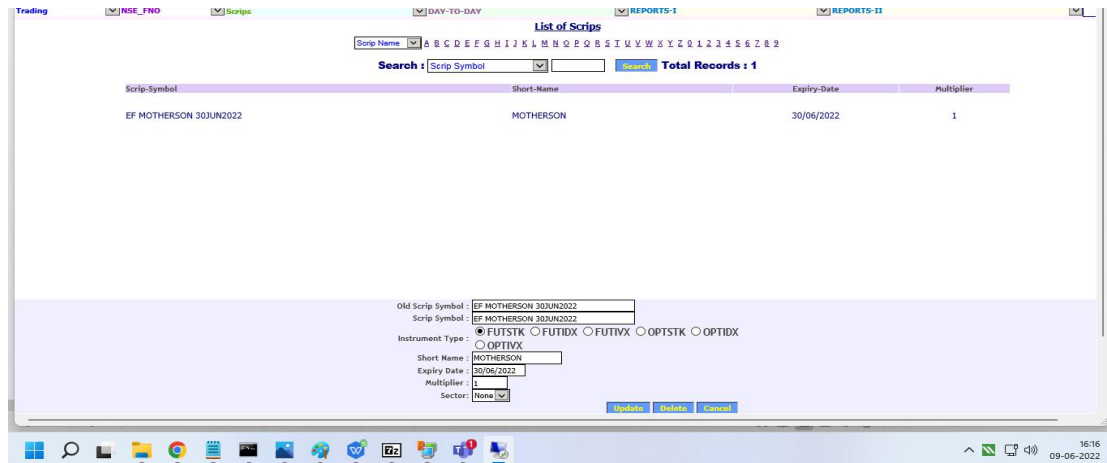 Trading NSE_FNO Scrips DAY-TO-DAY REPORTS-I REPORTS-II
List of Scrips
Scrip Name A B C D E F G H I J K L M N O P Q R S T U V W X Y Z 0 1 2 3 4 5 6 7 8 9
Search : Scrip Symbol Search Total Records : 1
Scrip-Symbol Short-Name Expiry-Date Multiplier
EF MOTHERSON 30JUN2022 MOTHERSON 30/06/2022 1
Old Scrip Symbol : EF MOTHERSON 30JUN2022
Scrip Symbol : EF MOTHERSON 30JUN2022
Instrument Type : FUTSTK FUTIDX FUTIVX OPTSTK OPTIDX
OPTIVX
Short Name : MOTHERSON
Expiry Date : 30/06/2022
Multiplier : 1
Sector: None
Update Delete Cancel
7z 1 16:16
09-06-2022